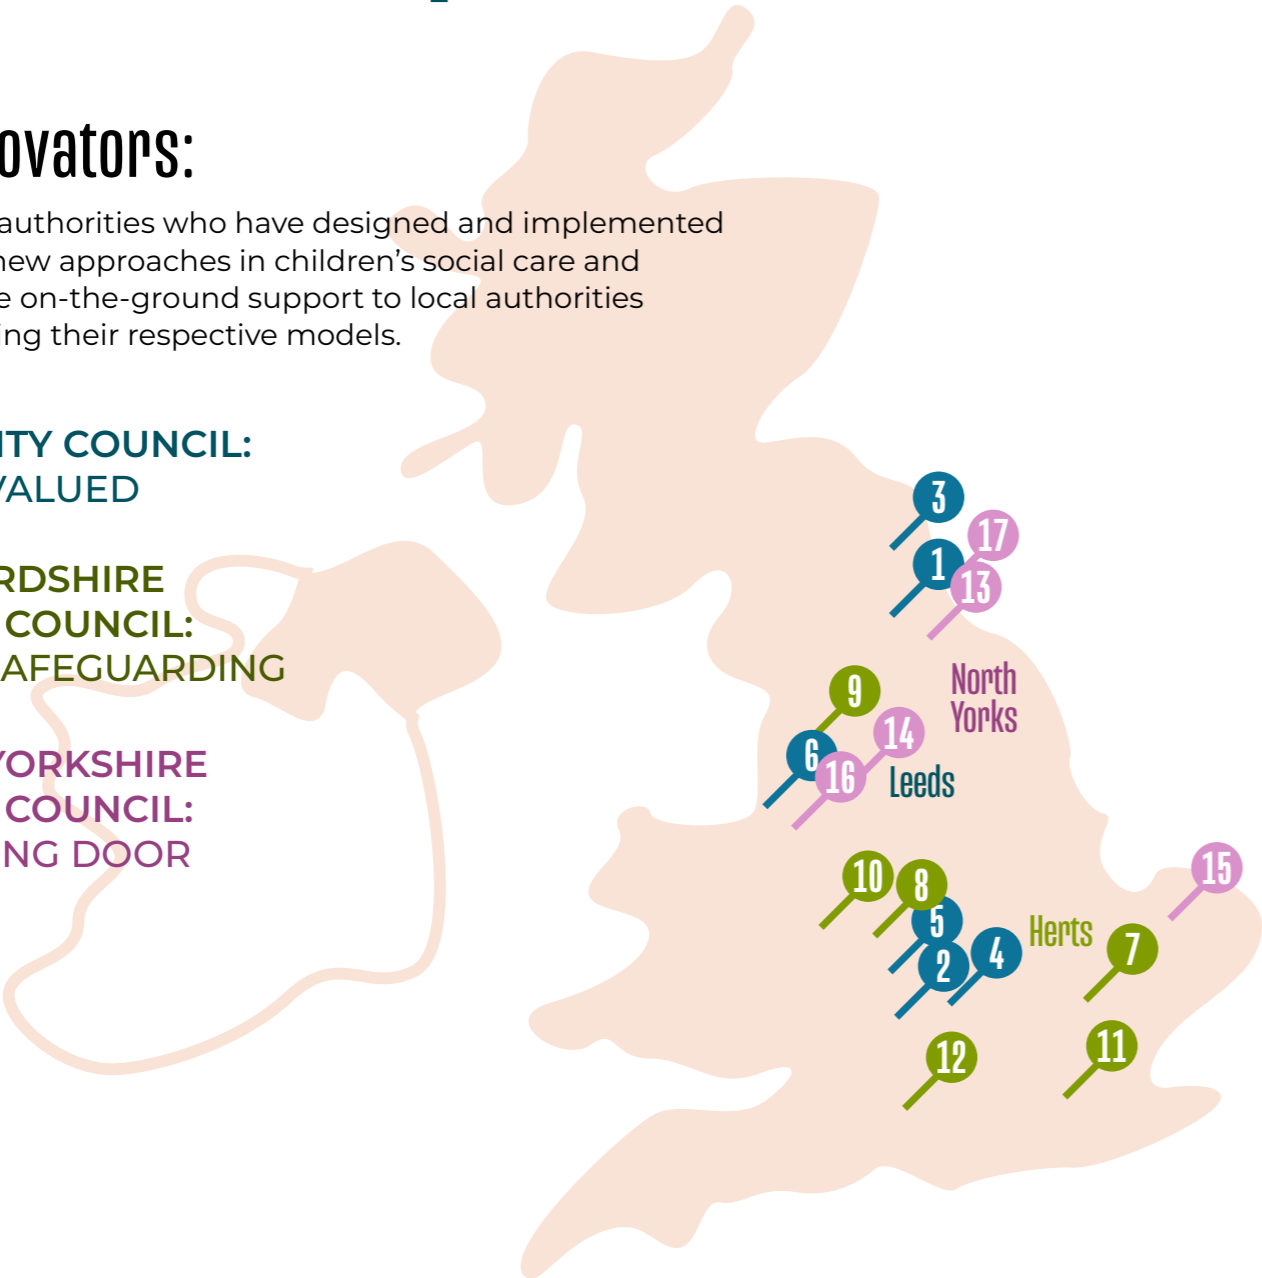 ovators:
authorities who have designed and implemented
new approaches in children’s social care and
e on-the-ground support to local authorities
ing their respective models.
ITY COUNCIL:
VALUED
RDSHIRE
COUNCIL:
AFEGUARDING
YORKSHIRE
COUNCIL:
NG DOOR
3
17
1
13
North
Yorks
9
14
6
16
Leeds
15
10
8
5
Herts
7
2
4
12
11